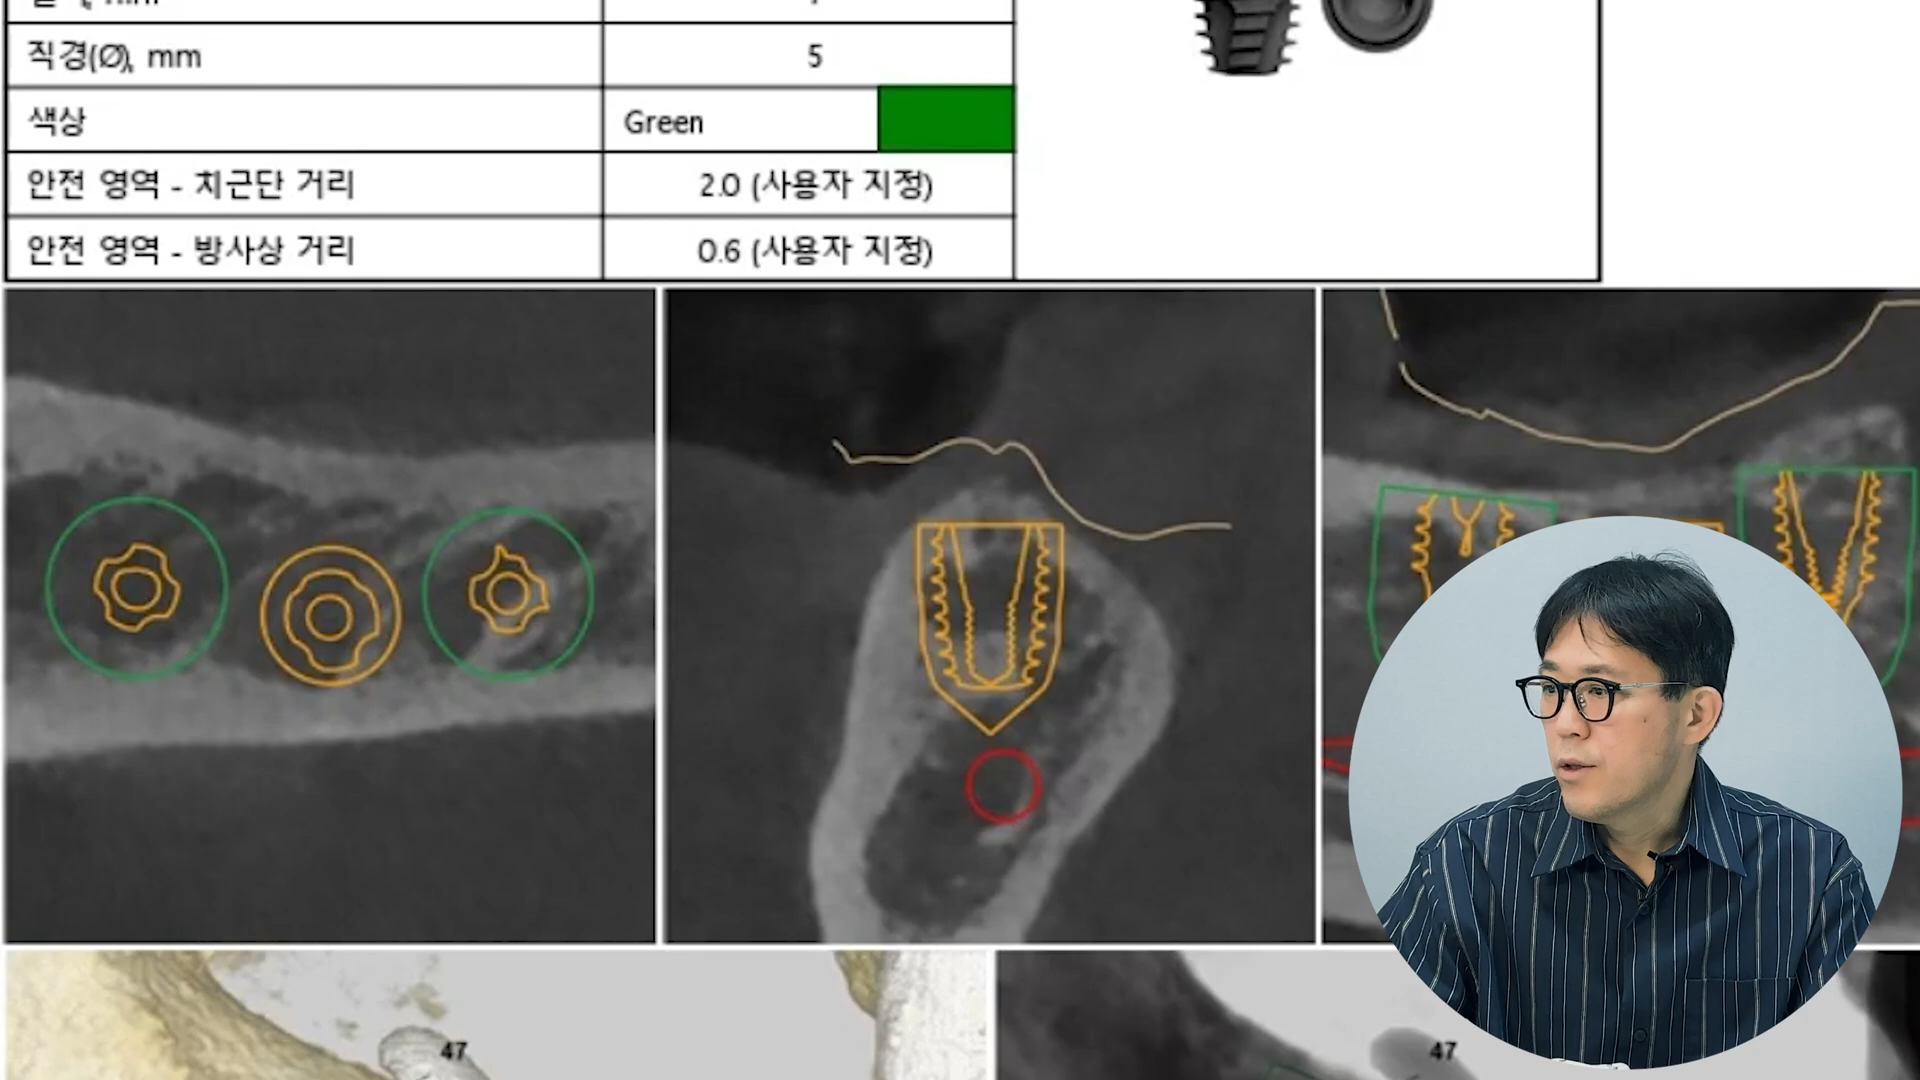 직경(Ø), mm 5
색상 Green
안전 영역 - 치근단 거리 2.0 (사용자 지정)
안전 영역 - 방사상 거리 0.6 (사용자 지정)
47
47